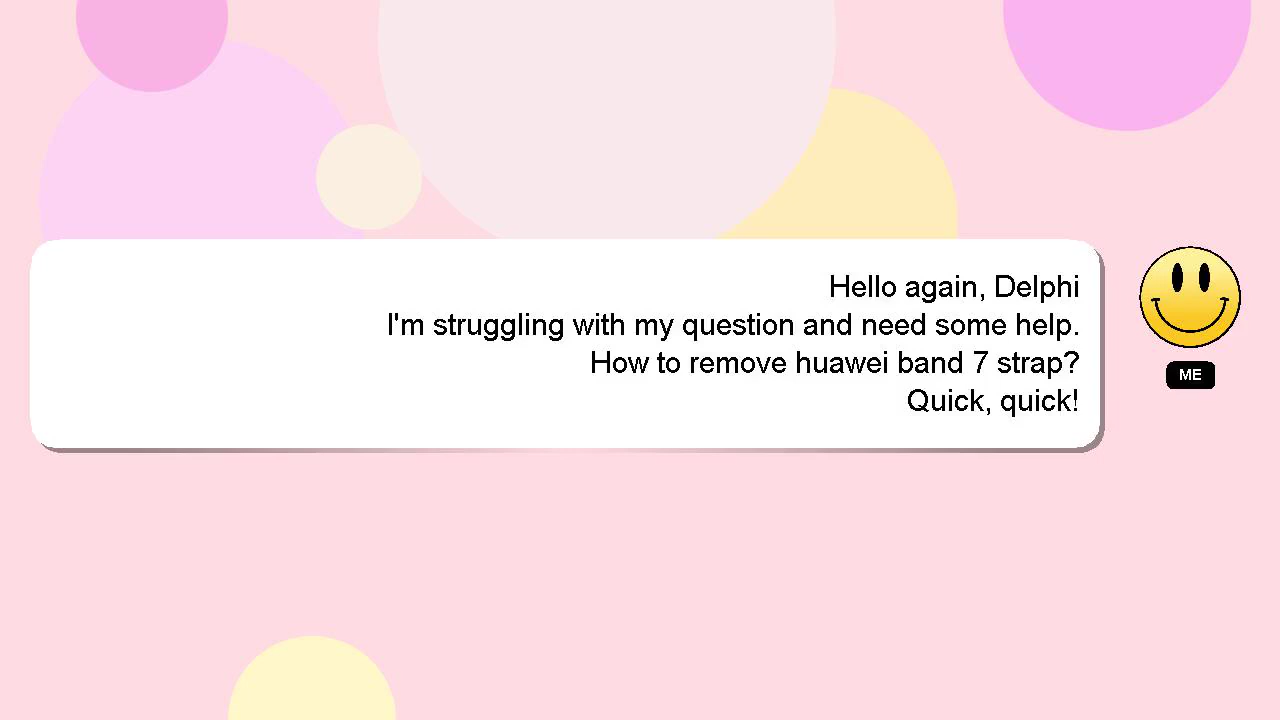 Hello again, Delphi
I'm struggling with my question and need some help.
How to remove huawei band 7 strap?
Quick, quick!
ME